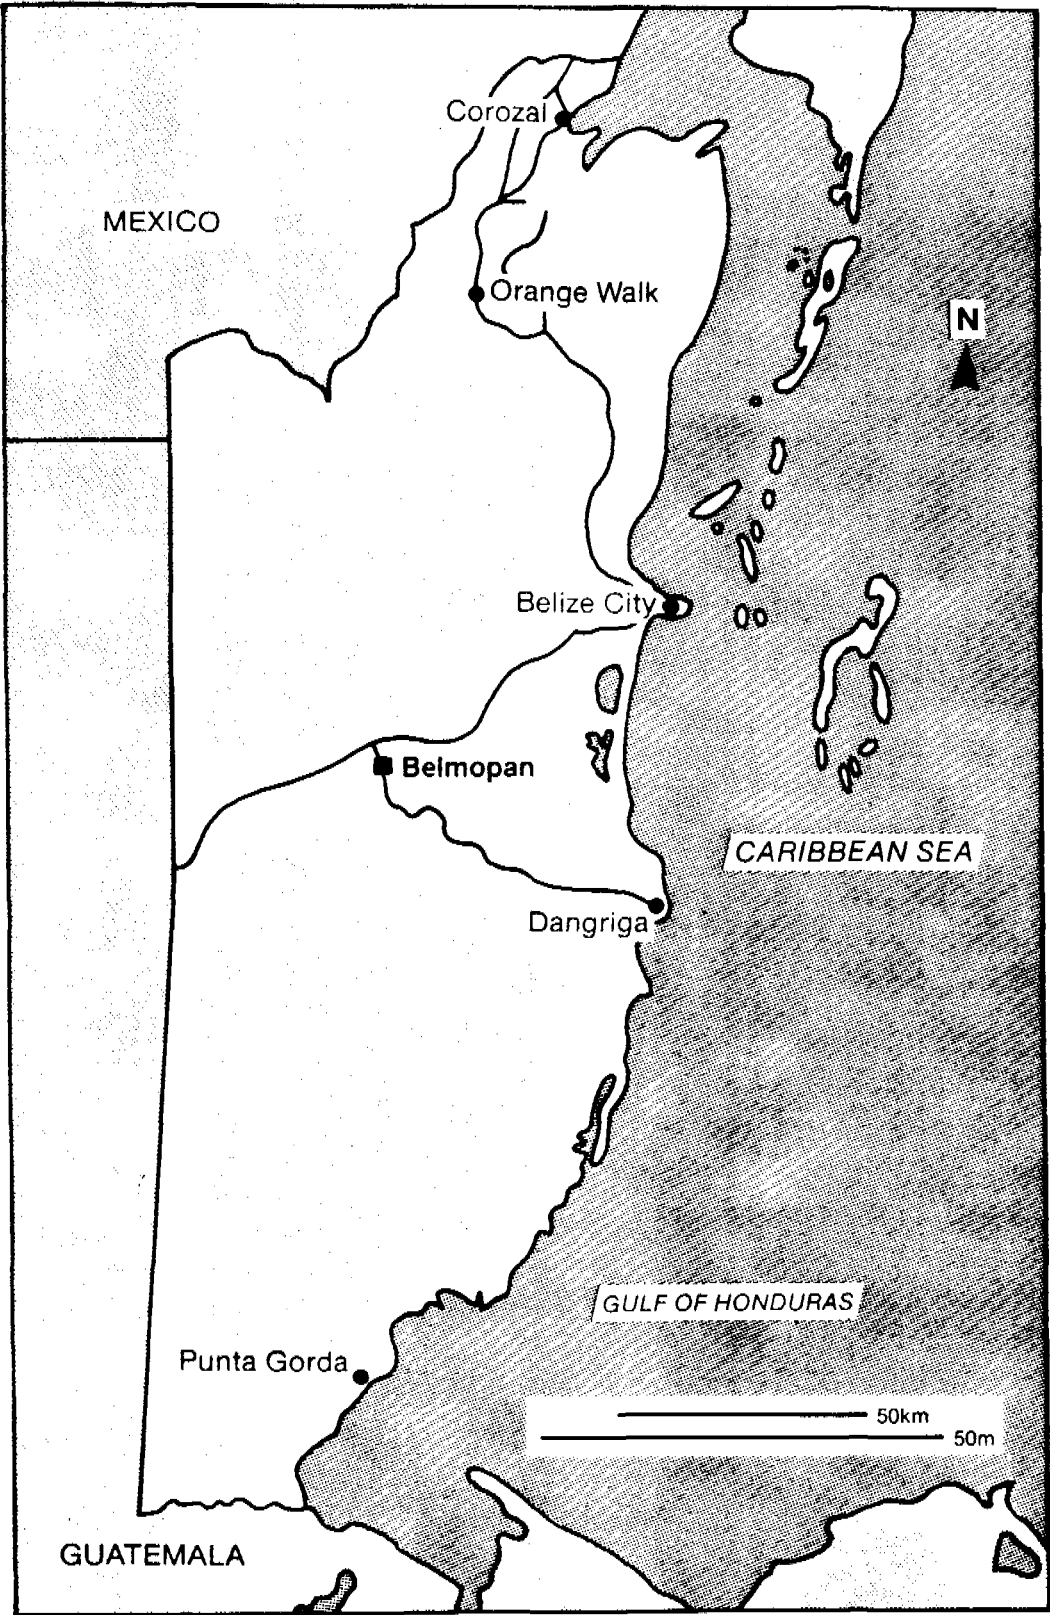 Corozal
MEXICO
Orange Walk
N
Belize City
Belmopan
CARIBBEAN SEA
Dangriga
GULF OF HONDURAS
Punta Gorda
50km
50m
GUATEMALA